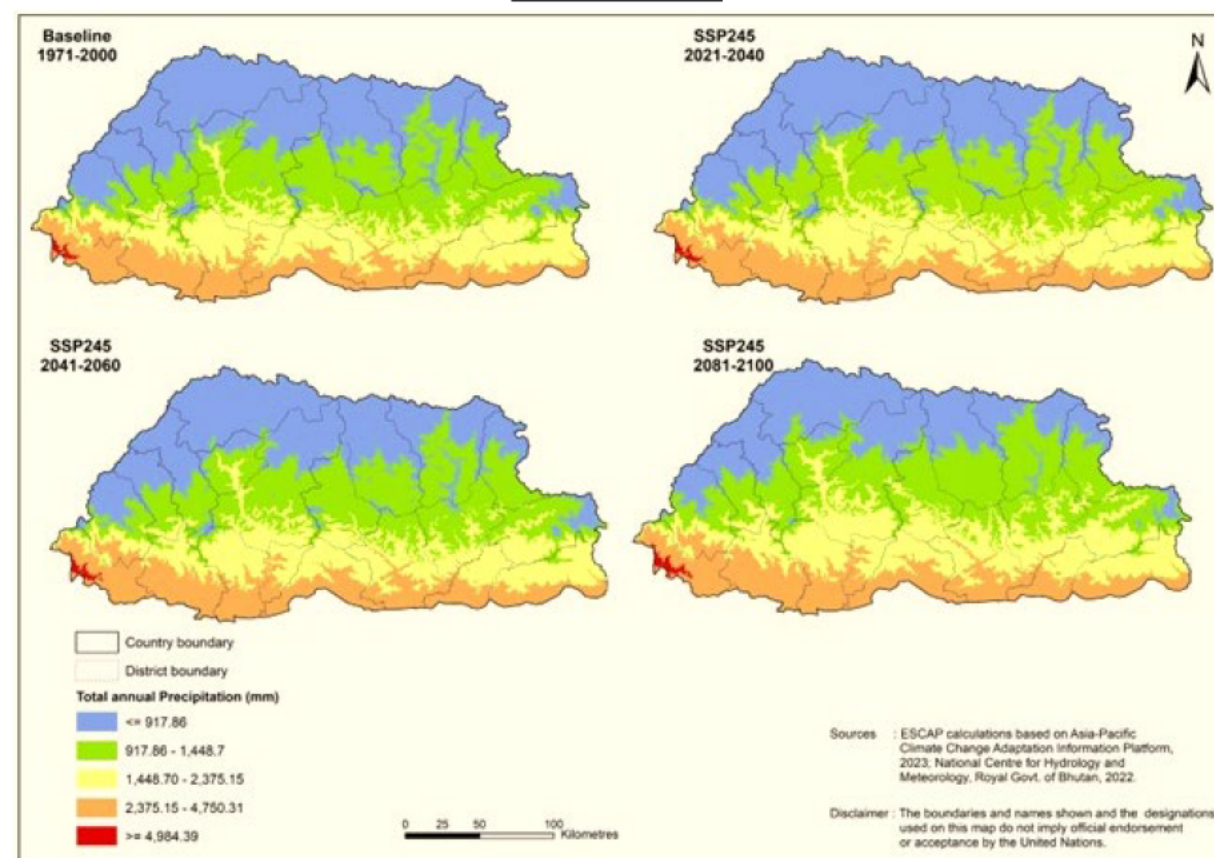 Baseline
1971-2000
SSP245
2021-2040
N
SSP245
2041-2060
SSP245
2081-2100
Country boundary
District boundary
Total annual Precipitation (mm)
<= 917.86
917.86 - 1,448.7
1,448.70 - 2,375.15
2,375.15 - 4,750.31
>= 4,984.39
0 25 50 100
Kilometres
Sources : ESCAP calculations based on Asia-Pacific
Climate Change Adaptation Information Platform,
2023; National Centre for Hydrology and
Meteorology, Royal Govt. of Bhutan, 2022.
Disclaimer : The boundaries and names shown and the designations
used on this map do not imply official endorsement
or acceptance by the United Nations.